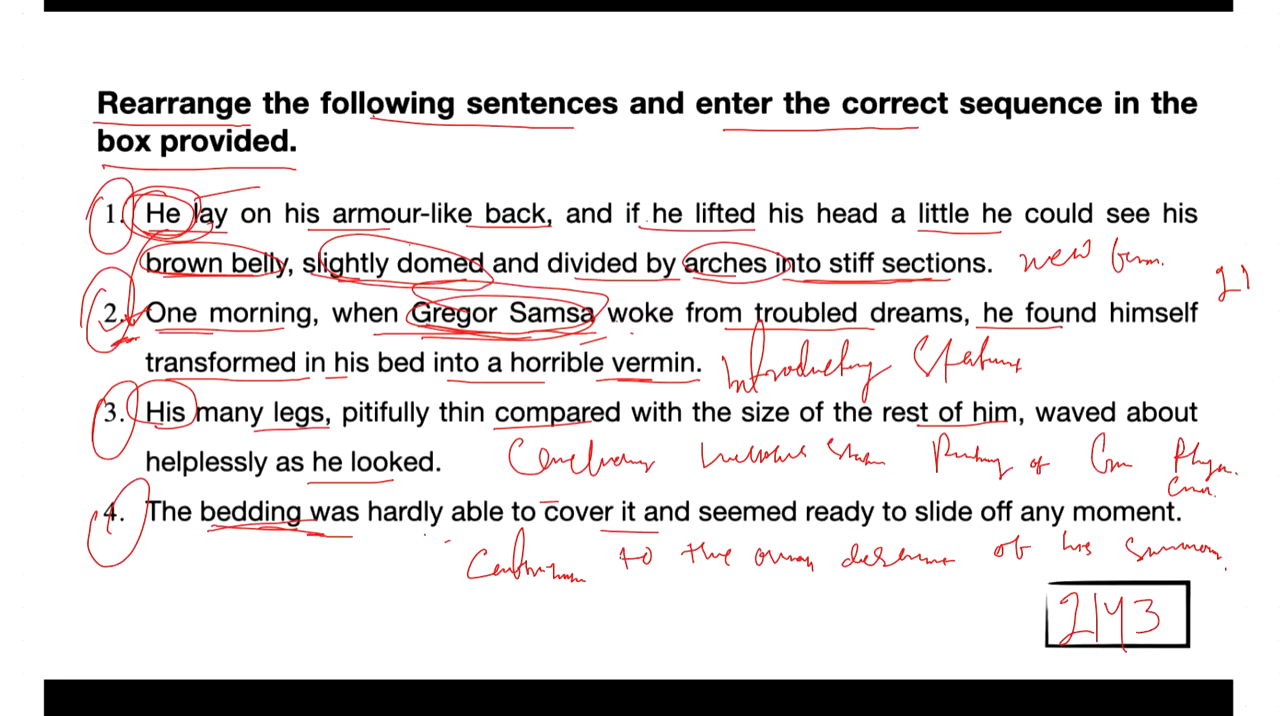 Rearrange the following sentences and enter the correct sequence in the
box provided.
1. He lay on his armour-like back, and if he lifted his head a little he could see his
brown belly, slightly domed and divided by arches into stiff sections. new form.
21
2. One morning, when Gregor Samsa woke from troubled dreams, he found himself
transformed in his bed into a horrible vermin. Introductory
3. His many legs, pitifully thin compared with the size of the rest of him, waved about
helplessly as he looked. of
4. The bedding was hardly able to cover it and seemed ready to slide off any moment.
to the of his
2143